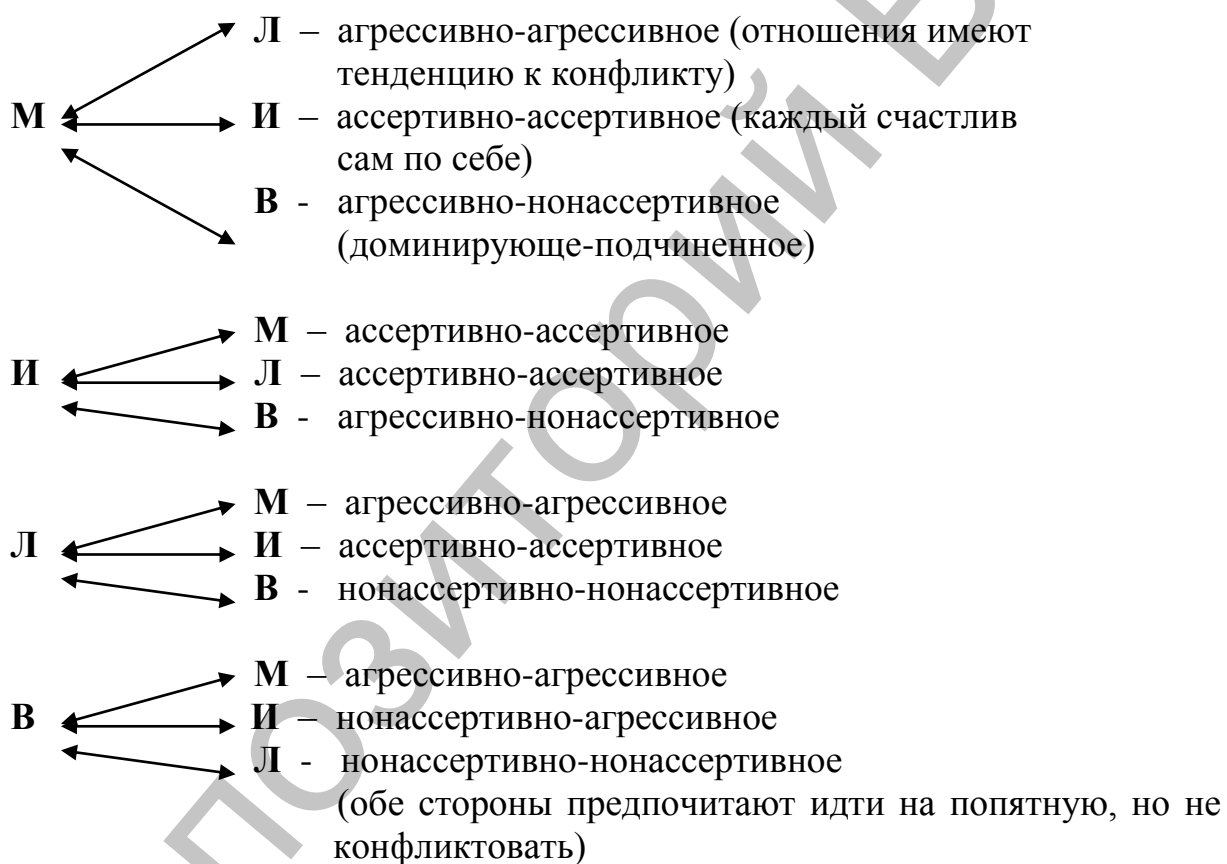 Л – агрессивно-агрессивное (отношения имеют
тенденцию к конфликту)
М И – ассертивно-ассертивное (каждый счастлив
сам по себе)
В - агрессивно-нонассертивное
(доминирующе-подчиненное)
М – ассертивно-ассертивное
И Л – ассертивно-ассертивное
В - агрессивно-нонассертивное
М – агрессивно-агрессивное
Л И – ассертивно-ассертивное
В - нонассертивно-нонассертивное
М – агрессивно-агрессивное
В И – нонассертивно-агрессивное
Л - нонассертивно-нонассертивное
(обе стороны предпочитают идти на попятную, но не
конфликтовать)
позиторий В